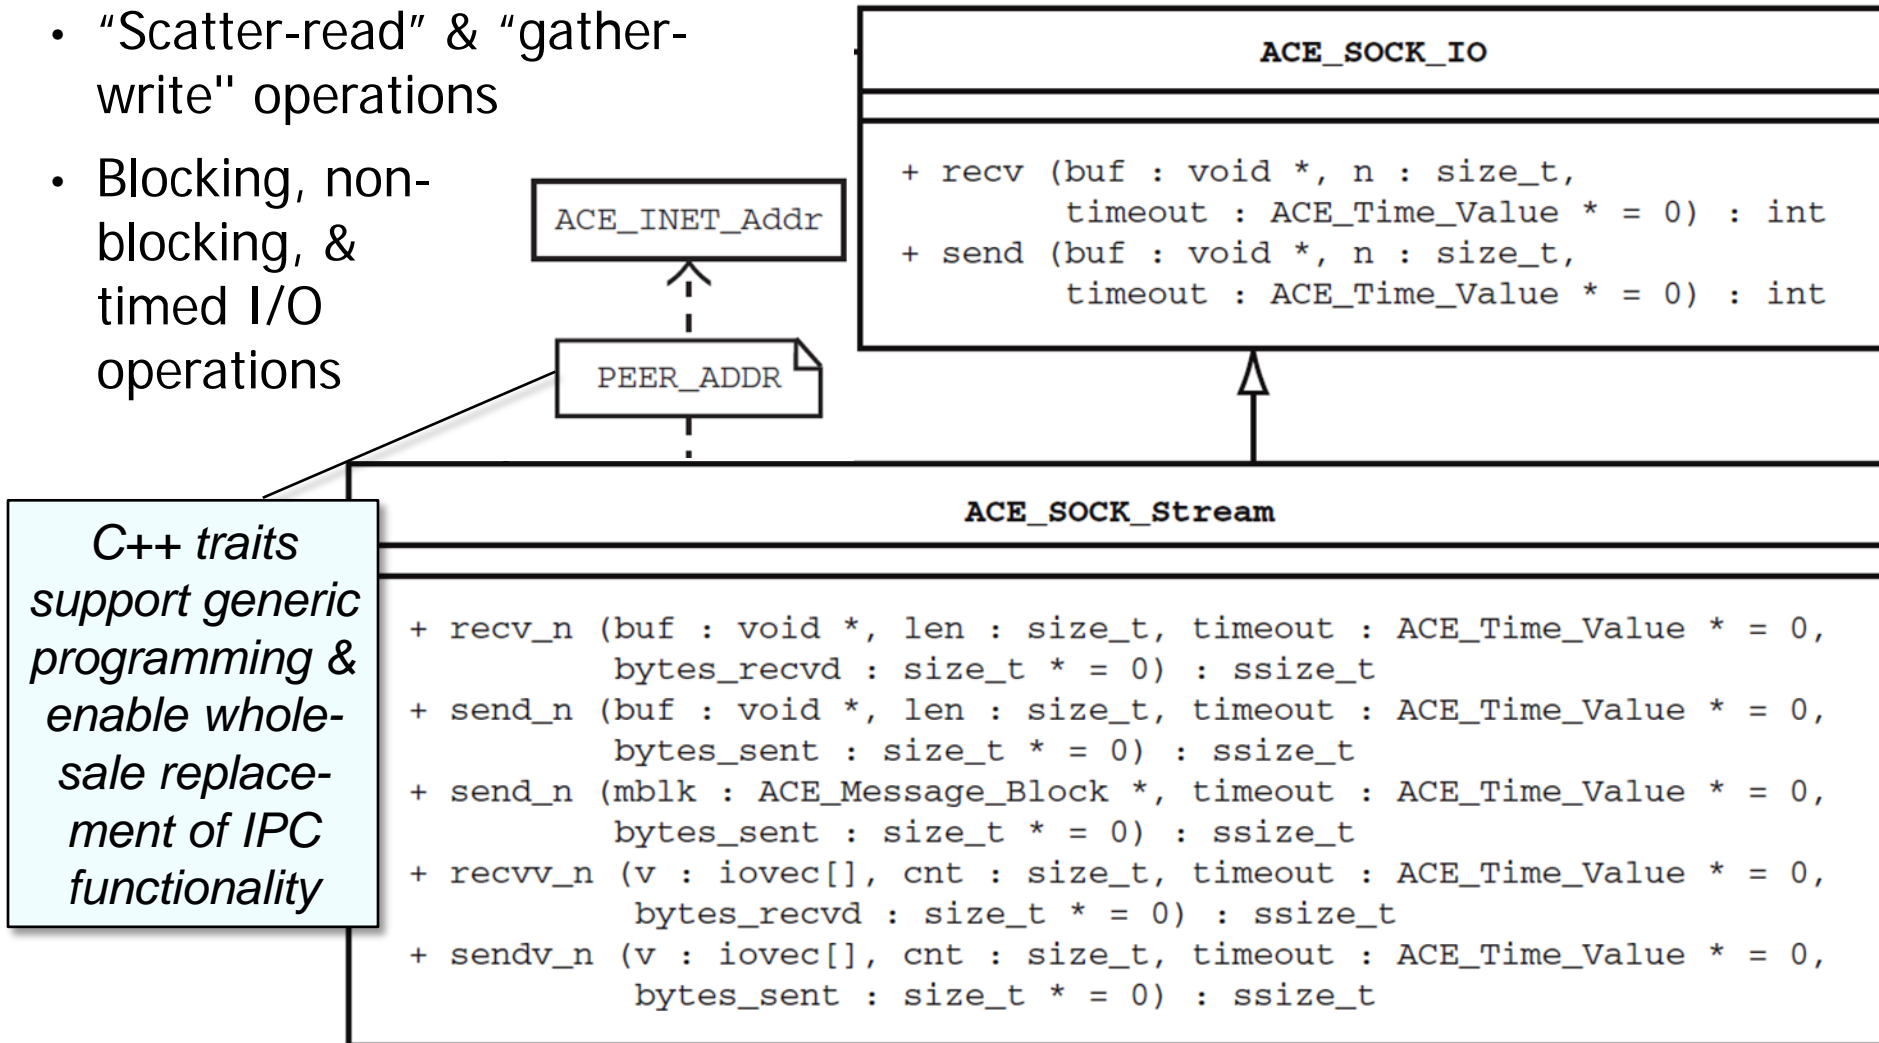 • “Scatter-read” & “gather-
write" operations
• Blocking, non-
blocking, &
timed I/O
operations
ACE_SOCK_IO
+ recv (buf : void *, n : size_t,
timeout : ACE_Time_Value * = 0) : int
+ send (buf : void *, n : size_t,
timeout : ACE_Time_Value * = 0) : int
ACE_INET_Addr
PEER_ADDR
C++ traits
support generic
programming &
enable whole-
sale replace-
ment of IPC
functionality
ACE_SOCK_Stream
+ recv_n (buf : void *, len : size_t, timeout : ACE_Time_Value * = 0,
bytes_recvd : size_t * = 0) : ssize_t
+ send_n (buf : void *, len : size_t, timeout : ACE_Time_Value * = 0,
bytes_sent : size_t * = 0) : ssize_t
+ send_n (mblk : ACE_Message_Block *, timeout : ACE_Time_Value * = 0,
bytes_sent : size_t * = 0) : ssize_t
+ recvv_n (v : iovec[], cnt : size_t, timeout : ACE_Time_Value * = 0,
bytes_recvd : size_t * = 0) : ssize_t
+ sendv_n (v : iovec[], cnt : size_t, timeout : ACE_Time_Value * = 0,
bytes_sent : size_t * = 0) : ssize_t